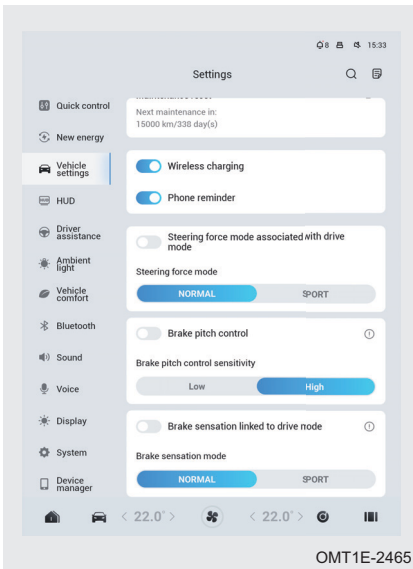 8 15:33
Settings
Quick control
Next maintenance in:
15000 km/338 day(s)
New energy
Vehicle
settings
Wireless charging
HUD
Phone reminder
Driver
assistance
Steering force mode associated with drive
mode
Ambient
light
Steering force mode
Vehicle
comfort
NORMAL SPORT
Bluetooth
Brake pitch control
Sound
Brake pitch control sensitivity
Voice
Low High
Display
Brake sensation linked to drive node
System
Brake sensation mode
Device
manager
NORMAL SPORT
< 22.0° > < 22.0° >
OMT1E-2465